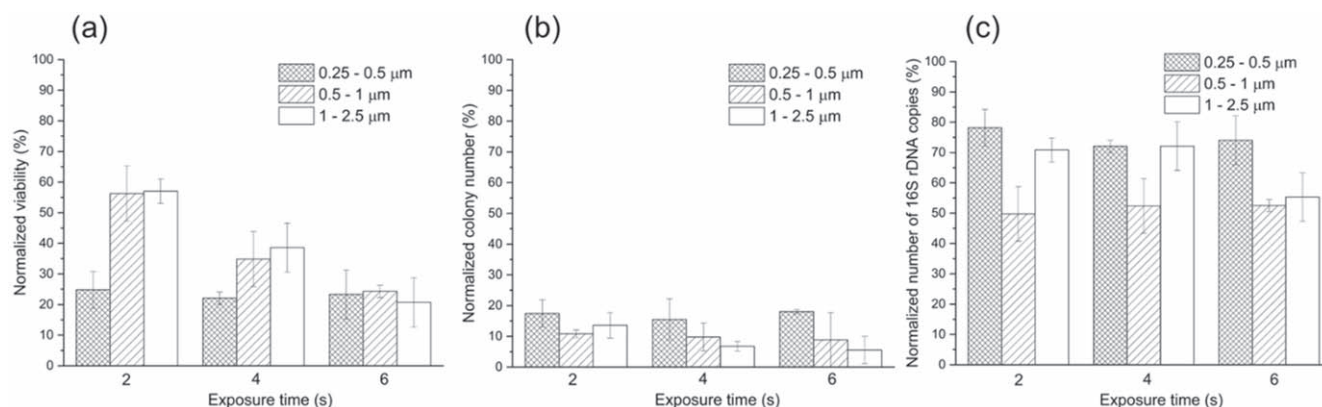 (a)
Normalized viability (%)
100
90
80
70
60
50
40
30
20
10
0
0.25 - 0.5 μm
0.5 - 1 μm
1 - 2.5 μm
2 4 6
Exposure time (s)
(b)
Normalized colony number (%)
100
90
80
70
60
50
40
30
20
10
0
0.25 - 0.5 μm
0.5 - 1 μm
1 - 2.5 μm
2 4 6
Exposure time (s)
(c)
Normalized number of 16S rDNA copies (%)
100
90
80
70
60
50
40
30
20
10
0
0.25 - 0.5 μm
0.5 - 1 μm
1 - 2.5 μm
2 4 6
Exposure time (s)